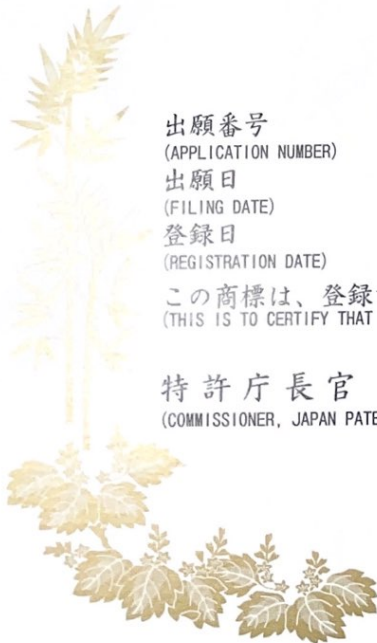 出願番号
(APPLICATION NUMBER)
出願日
(FILING DATE)
登録日
(REGISTRATION DATE)
この商標は、登録
(THIS IS TO CERTIFY THAT
特許庁長官
(COMMISSIONER, JAPAN PATE